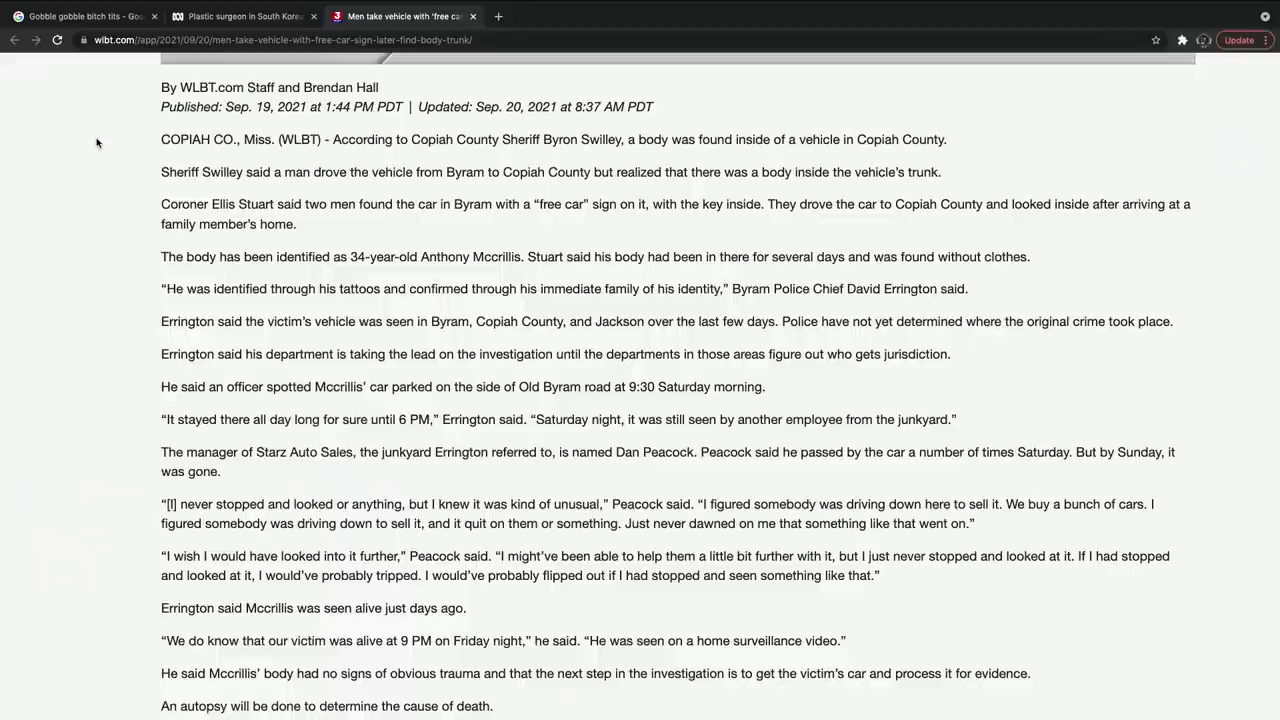 Gobble gobble bitch tits - Goo
Plastic surgeon in South Korea
Men take vehicle with 'free ca
wlbt.com//app/2021/09/20/men-take-vehicle-with-free-car-sign-later-find-body-trunk/
Update
By WLBT.com Staff and Brendan Hall
Published: Sep. 19, 2021 at 1:44 PM PDT | Updated: Sep. 20, 2021 at 8:37 AM PDT
COPIAH CO., Miss. (WLBT) - According to Copiah County Sheriff Byron Swilley, a body was found inside of a vehicle in Copiah County.
Sheriff Swilley said a man drove the vehicle from Byram to Copiah County but realized that there was a body inside the vehicle's trunk.
Coroner Ellis Stuart said two men found the car in Byram with a “free car” sign on it, with the key inside. They drove the car to Copiah County and looked inside after arriving at a
family member's home.
The body has been identified as 34-year-old Anthony Mccrillis. Stuart said his body had been in there for several days and was found without clothes.
“He was identified through his tattoos and confirmed through his immediate family of his identity,” Byram Police Chief David Errington said.
Errington said the victim's vehicle was seen in Byram, Copiah County, and Jackson over the last few days. Police have not yet determined where the original crime took place.
Errington said his department is taking the lead on the investigation until the departments in those areas figure out who gets jurisdiction.
He said an officer spotted Mccrillis' car parked on the side of Old Byram road at 9:30 Saturday morning.
“It stayed there all day long for sure until 6 PM,” Errington said. “Saturday night, it was still seen by another employee from the junkyard.”
The manager of Starz Auto Sales, the junkyard Errington referred to, is named Dan Peacock. Peacock said he passed by the car a number of times Saturday. But by Sunday, it
was gone.
“[I] never stopped and looked or anything, but I knew it was kind of unusual,” Peacock said. “I figured somebody was driving down here to sell it. We buy a bunch of cars. I
figured somebody was driving down to sell it, and it quit on them or something. Just never dawned on me that something like that went on.”
“I wish I would have looked into it further,” Peacock said. “I might've been able to help them a little bit further with it, but I just never stopped and looked at it. If I had stopped
and looked at it, I would've probably tripped. I would've probably flipped out if I had stopped and seen something like that.”
Errington said Mccrillis was seen alive just days ago.
“We do know that our victim was alive at 9 PM on Friday night,” he said. “He was seen on a home surveillance video.”
He said Mccrillis' body had no signs of obvious trauma and that the next step in the investigation is to get the victim's car and process it for evidence.
An autopsy will be done to determine the cause of death.